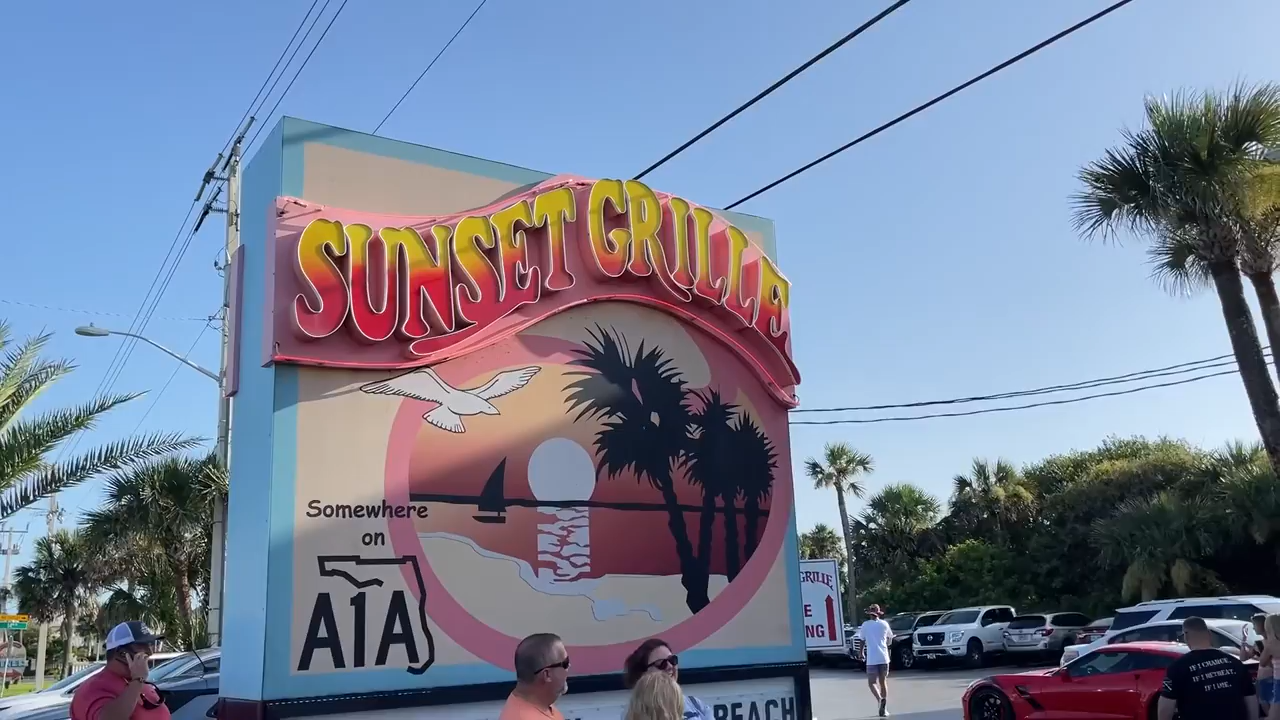 SUNSET GRILLE
Somewhere
on
A1A
GRILLE
BEACH
IF I CHARGE,
IF I RETREAT,
IF I DIE,